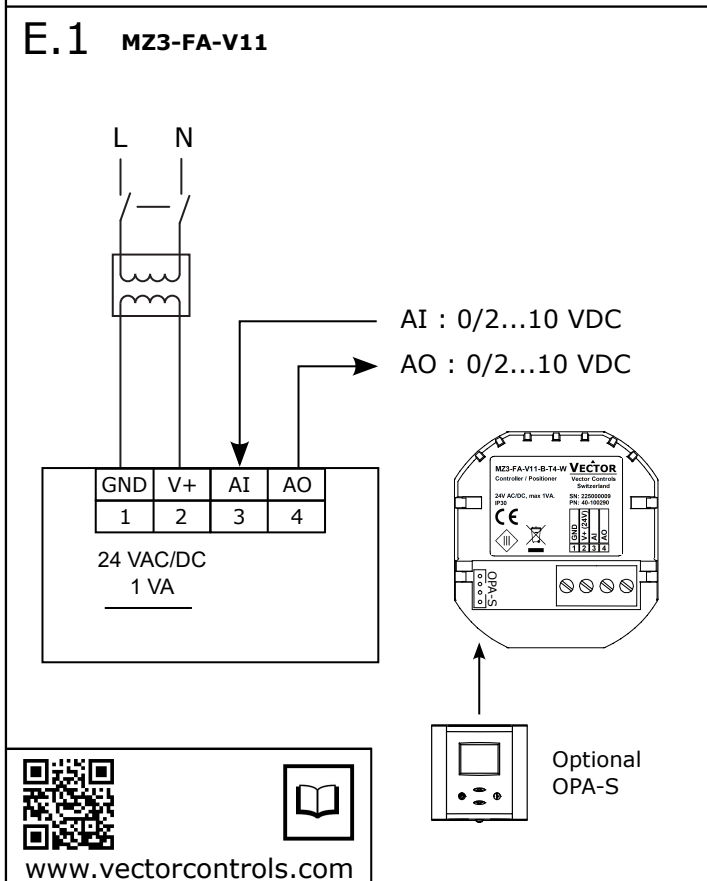 E.1 MZ3-FA-V11
L N
AI : 0/2...10 VDC
AO : 0/2...10 VDC
GND V+ AI AO
1 2 3 4
24 VAC/DC
1 VA
MZ3-FA-V11-B-T4-W VECTOR
Controller / Positioner Vector Controls
Switzerland
24V AC/DC, max 1VA. SN: 225000009
IP30 PN: 40-100290
CE
III
GND
V+ (24V)
AI
AO
1 2 3 4
OPA-S
Optional
OPA-S
www.vectorcontrols.com